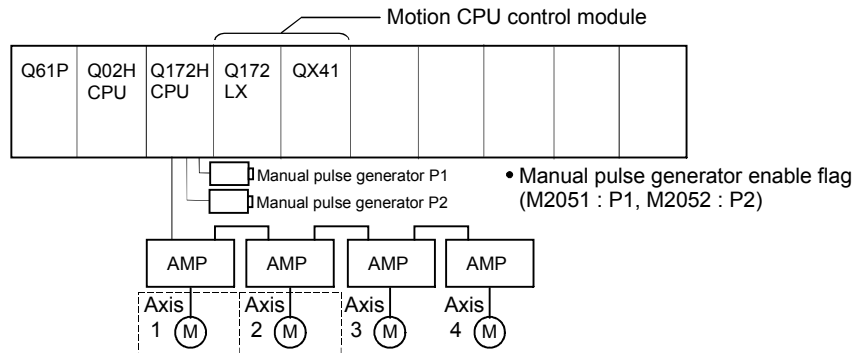 Motion CPU control module
Q61P
Q02H
CPU
Q172H
CPU
Q172
LX
QX41
Manual pulse generator P1
Manual pulse generator P2
• Manual pulse generator enable flag
(M2051 : P1, M2052 : P2)
AMP
AMP
AMP
AMP
Axis
1
M
Axis
2
M
Axis
3
M
Axis
4
M